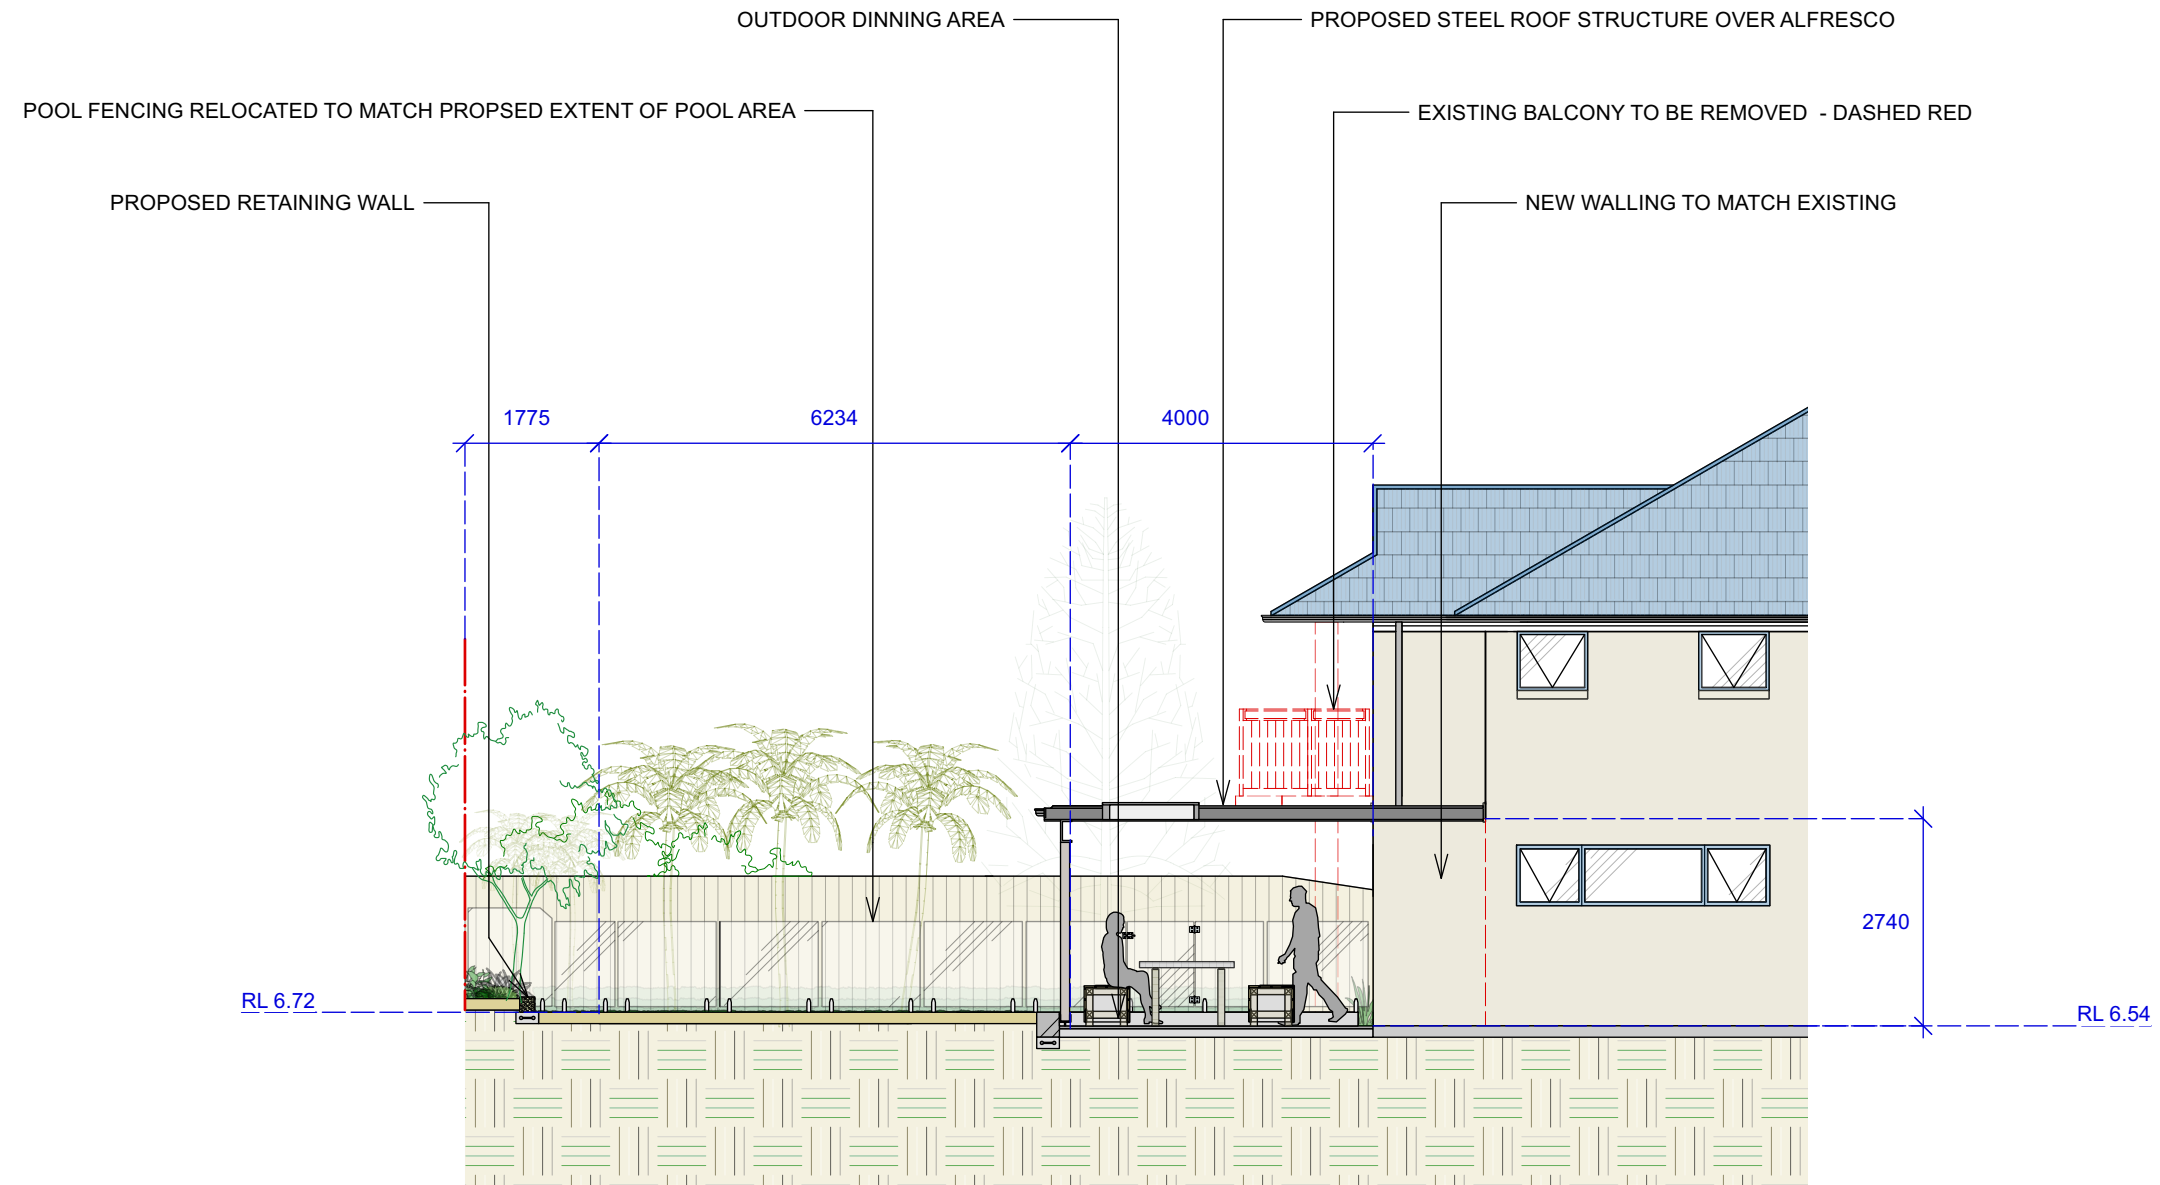 OUTDOOR DINNING AREA
PROPOSED STEEL ROOF STRUCTURE OVER ALFRESCO
POOL FENCING RELOCATED TO MATCH PROPSED EXTENT OF POOL AREA
EXISTING BALCONY TO BE REMOVED - DASHED RED
PROPOSED RETAINING WALL
NEW WALLING TO MATCH EXISTING
1775
6234
4000
2740
RL 6.72
RL 6.54